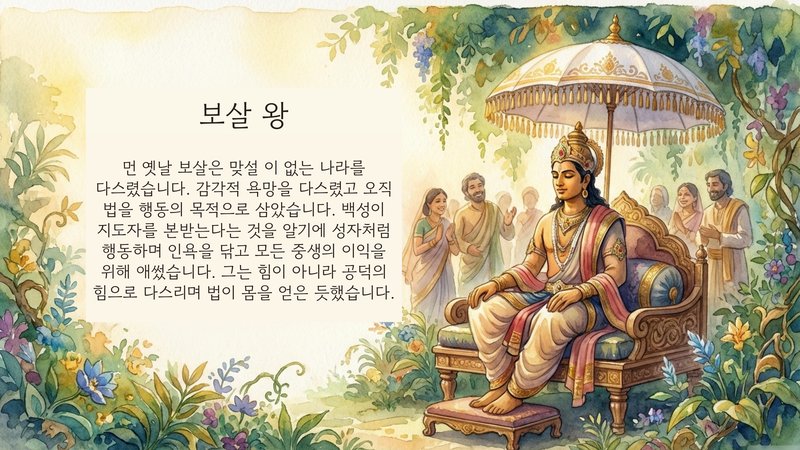 보살 왕
먼 옛날 보살은 맞설 이 없는 나라를
다스렸습니다. 감각적 욕망을 다스렸고 오직
법을 행동의 목적으로 삼았습니다. 백성이
지도자를 본받는다는 것을 알기에 성자처럼
행동하며 인욕을 닦고 모든 중생의 이익을
위해 애썼습니다. 그는 힘이 아니라 공덕의
힘으로 다스리며 법이 몸을 얻은 듯했습니다.